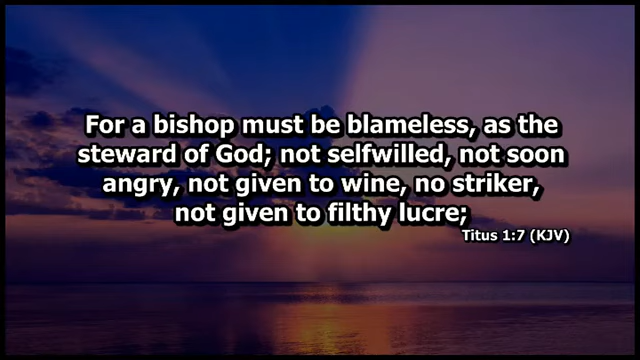 For a bishop must be blameless, as the
steward of God; not selfwilled, not soon
angry, not given to wine, no striker,
not given to filthy lucre;
Titus 1:7 (KJV)